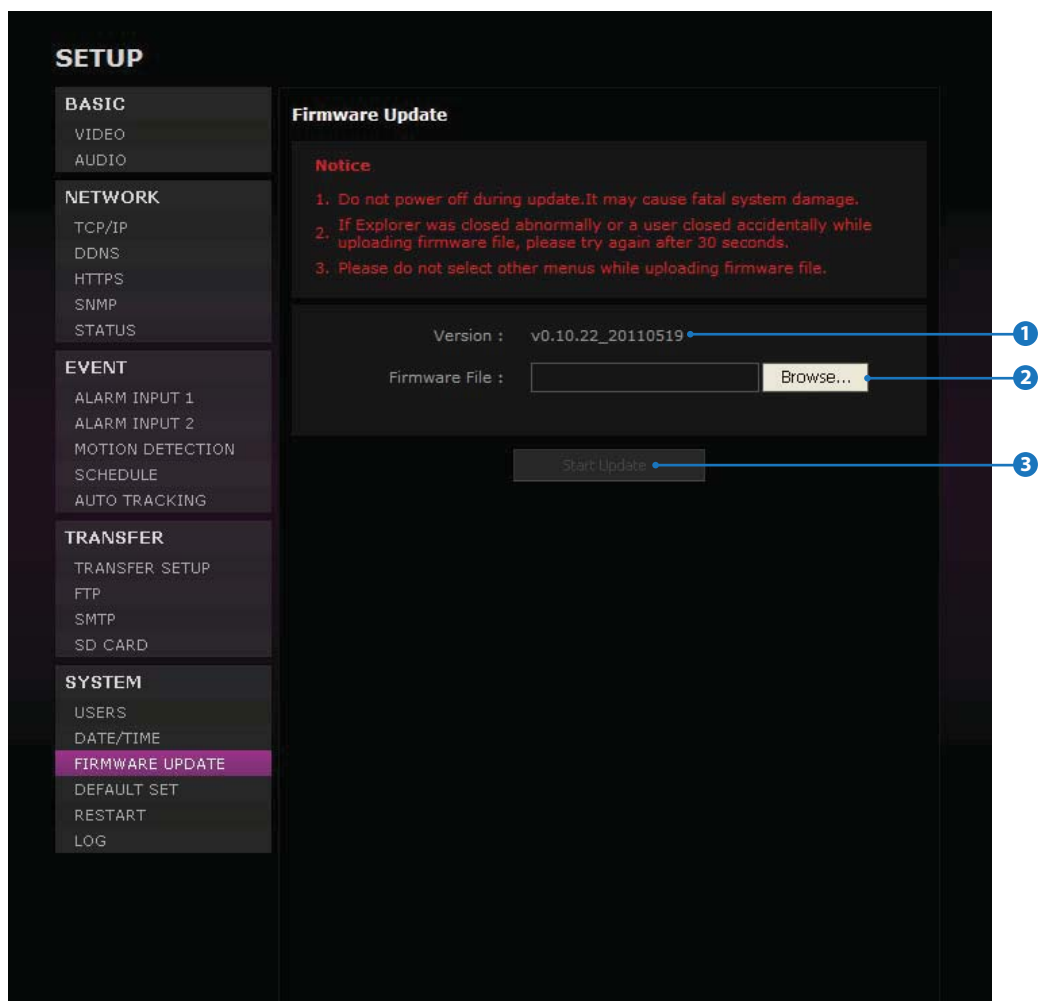 SETUP
BASIC
VIDEO
AUDIO
NETWORK
TCP/IP
DDNS
HTTPS
SNMP
STATUS
EVENT
ALARM INPUT 1
ALARM INPUT 2
MOTION DETECTION
SCHEDULE
AUTO TRACKING
TRANSFER
TRANSFER SETUP
FTP
SMTP
SD CARD
SYSTEM
USERS
DATE/TIME
FIRMWARE UPDATE
DEFAULT SET
RESTART
LOG
Firmware Update
Notice
1. Do not power off during update.It may cause fatal system damage.
2. If Explorer was closed abnormally or a user closed accidentally while
uploading firmware file, please try again after 30 seconds.
3. Please do not select other menus while uploading firmware file.
Version : v0.10.22_20110519 1
Firmware File : Browse... 2
Start Update 3